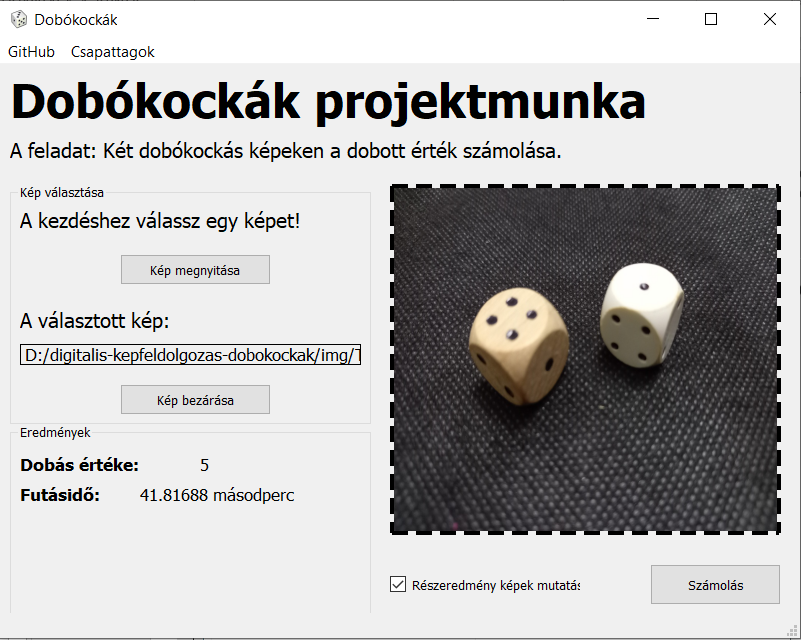 Dobókockák
GitHub Csapattagok
Dobókockák projektmunka
A feladat: Két dobókockás képeken a dobott érték számolása.
Kép választása
A kezdéshez válassz egy képet!
Kép megnyitása
A választott kép:
D:/digitalis-kepfeldolgozas-dobokockak/img/
Kép bezárása
Eredmények
Dobás értéke: 5
Futásidő: 41.81688 másodperc
Részeredmény képek mutatás
Számolás